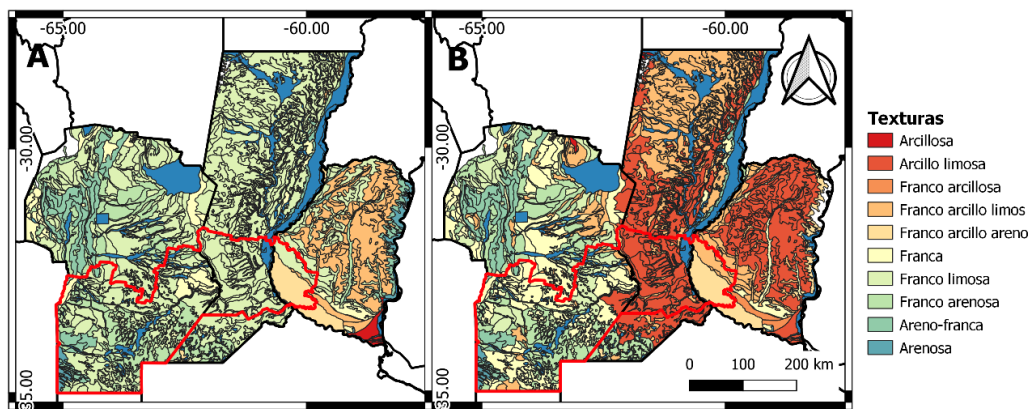 -65.00
-60.00
-65.00
-60.00
A
B
-30.00
-30.00
-35.00
-35.00
Texturas
Arcillosa
Arcillo limosa
Franco arcillosa
Franco arcillo limos
Franco arcillo areno
Franca
Franco limosa
Franco arenosa
Areno-franca
Arenosa
0 100 200 km